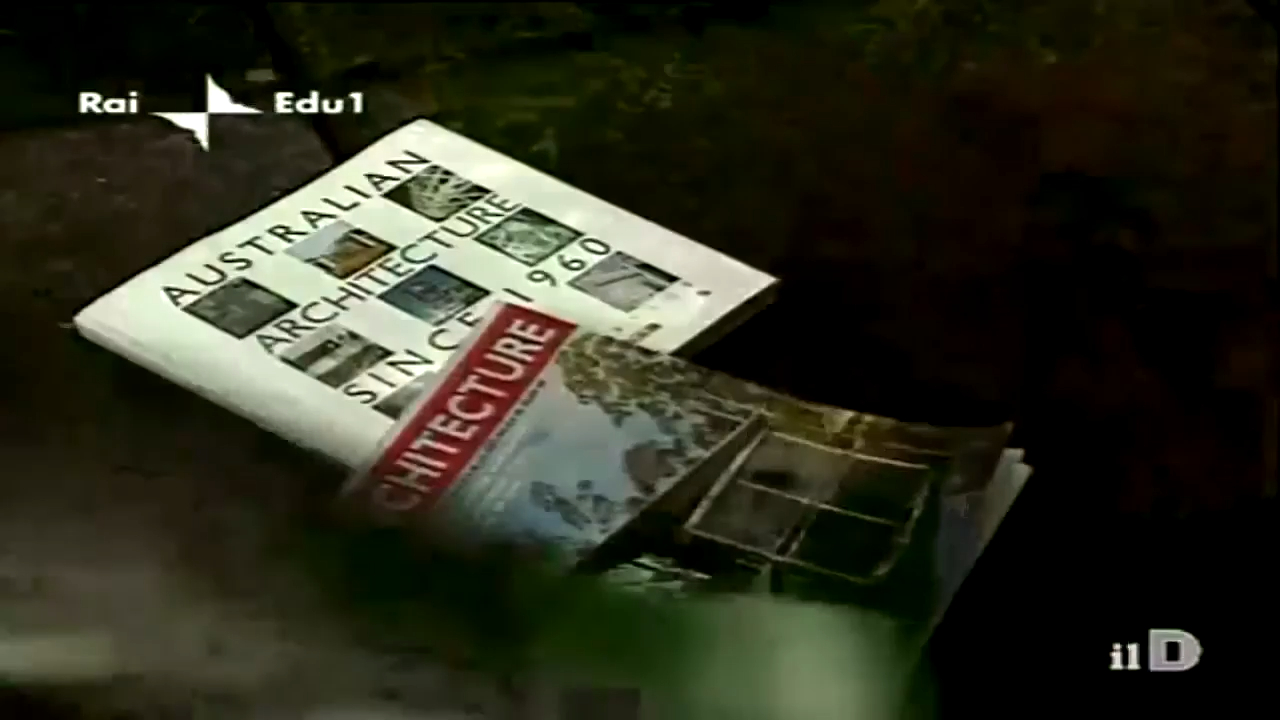 Rai Edu1
AUSTRALIAN
ARCHITECTURE
SINCE 1960
CHITECTURE
il D